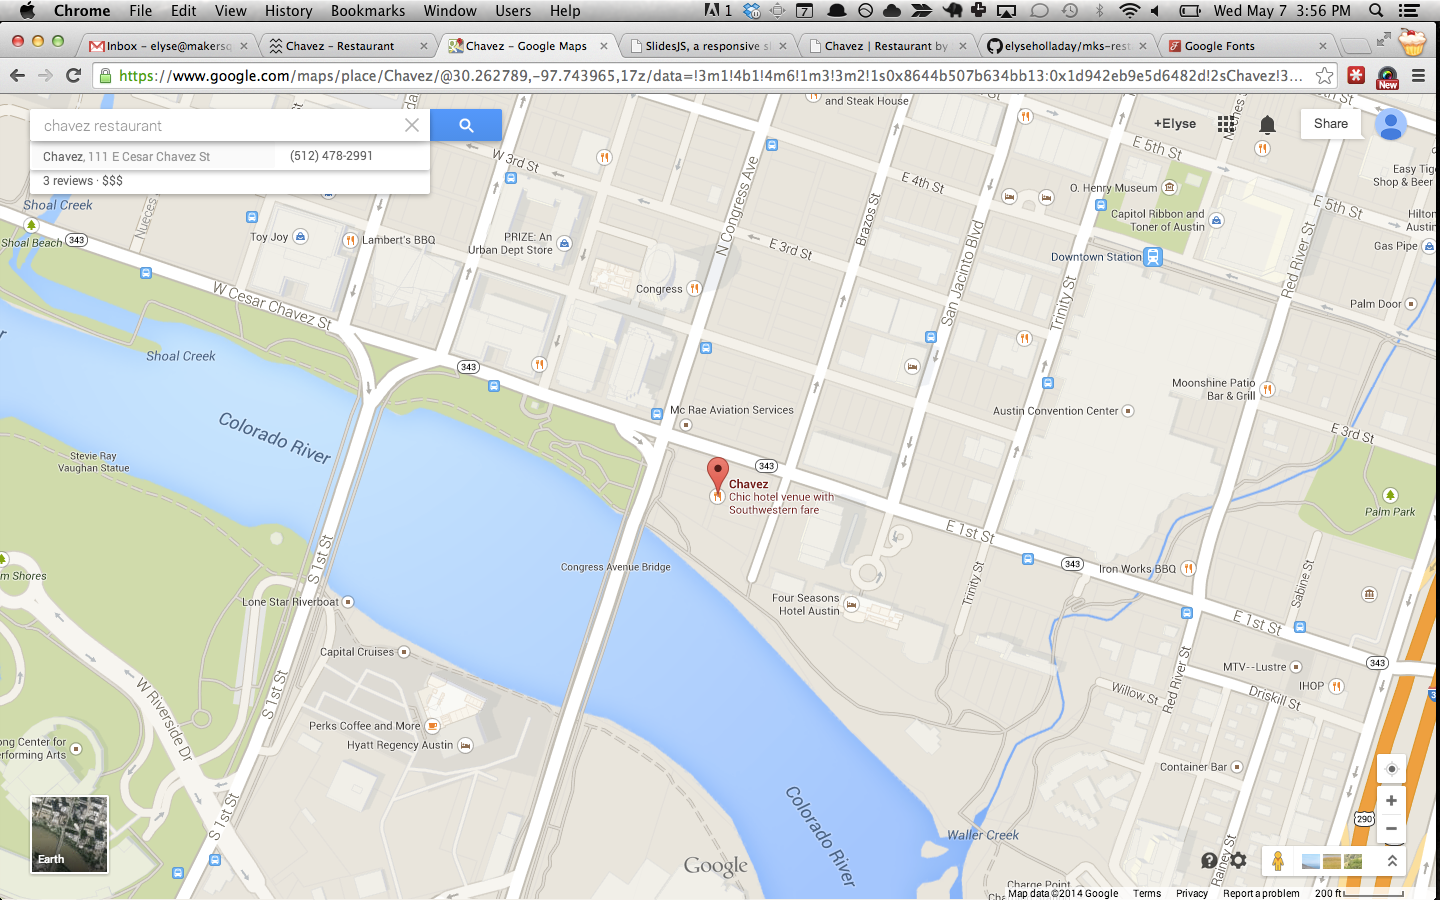 Chrome File Edit View History Bookmarks Window Users Help
1 7 Wed May 7 3:56 PM
Inbox - elyse@makersq
Chavez - Restaurant
Chavez - Google Maps
SlidesJS, a responsive sl
Chavez | Restaurant by
elyseholladay/mks-rest
Google Fonts
https://www.google.com/maps/place/Chavez/@30.262789,-97.743965,17z/data=!3m1!4b1!4m6!1m3!3m2!1s0x8644b507b634bb13:0x1d942eb9e5d6482d!2sChavez!3...
New
chavez restaurant
Chavez, 111 E Cesar Chavez St
(512) 478-2991
3 reviews · $$$
+Elyse
Share
and Steak House
W 3rd St
E 4th St
E 5th St
E 5th St
Easy Tig
Shop & Beer
O. Henry Museum
Capitol Ribbon and
Toner of Austin
Hilton
Austin
Gas Pipe
Shoal Creek
Nueces
Shoal Beach
343
Toy Joy
Lambert's BBQ
PRIZE: An
Urban Dept Store
N Congress Ave
E 3rd St
Brazos St
San Jacinto Blvd
Trinity St
Downtown Station
Red River St
Congress
W Cesar Chavez St
Palm Door
Shoal Creek
343
Moonshine Patio
Bar & Grill
Mc Rae Aviation Services
Austin Convention Center
Colorado River
E 3rd St
Stevie Ray
Vaughan Statue
343
Chavez
Chic hotel venue with
Southwestern fare
Palm Park
E 1st St
S 1st St
Congress Avenue Bridge
343
Iron Works BBQ
m Shores
Lone Star Riverboat
Four Seasons
Hotel Austin
Trinity St
Sabine St
E 1st St
Capital Cruises
343
MTV--Lustre
IHOP
W Riverside Dr
S 1st St
Willow St
Red River St
Driskill St
Perks Coffee and More
Hyatt Regency Austin
ong Center for
erforming Arts
Container Bar
S 1st St
Colorado River
290
Waller Creek
Rainey St
Earth
Google
Charge Point
Map data ©2014 Google Terms Privacy Report a problem 200 ft